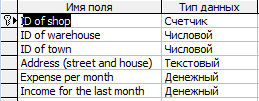 Имя поля Тип данных
ID of shop Счетчик
ID of warehouse Числовой
ID of town Числовой
Address (street and house) Текстовый
Expense per month Денежный
Income for the last month Денежный